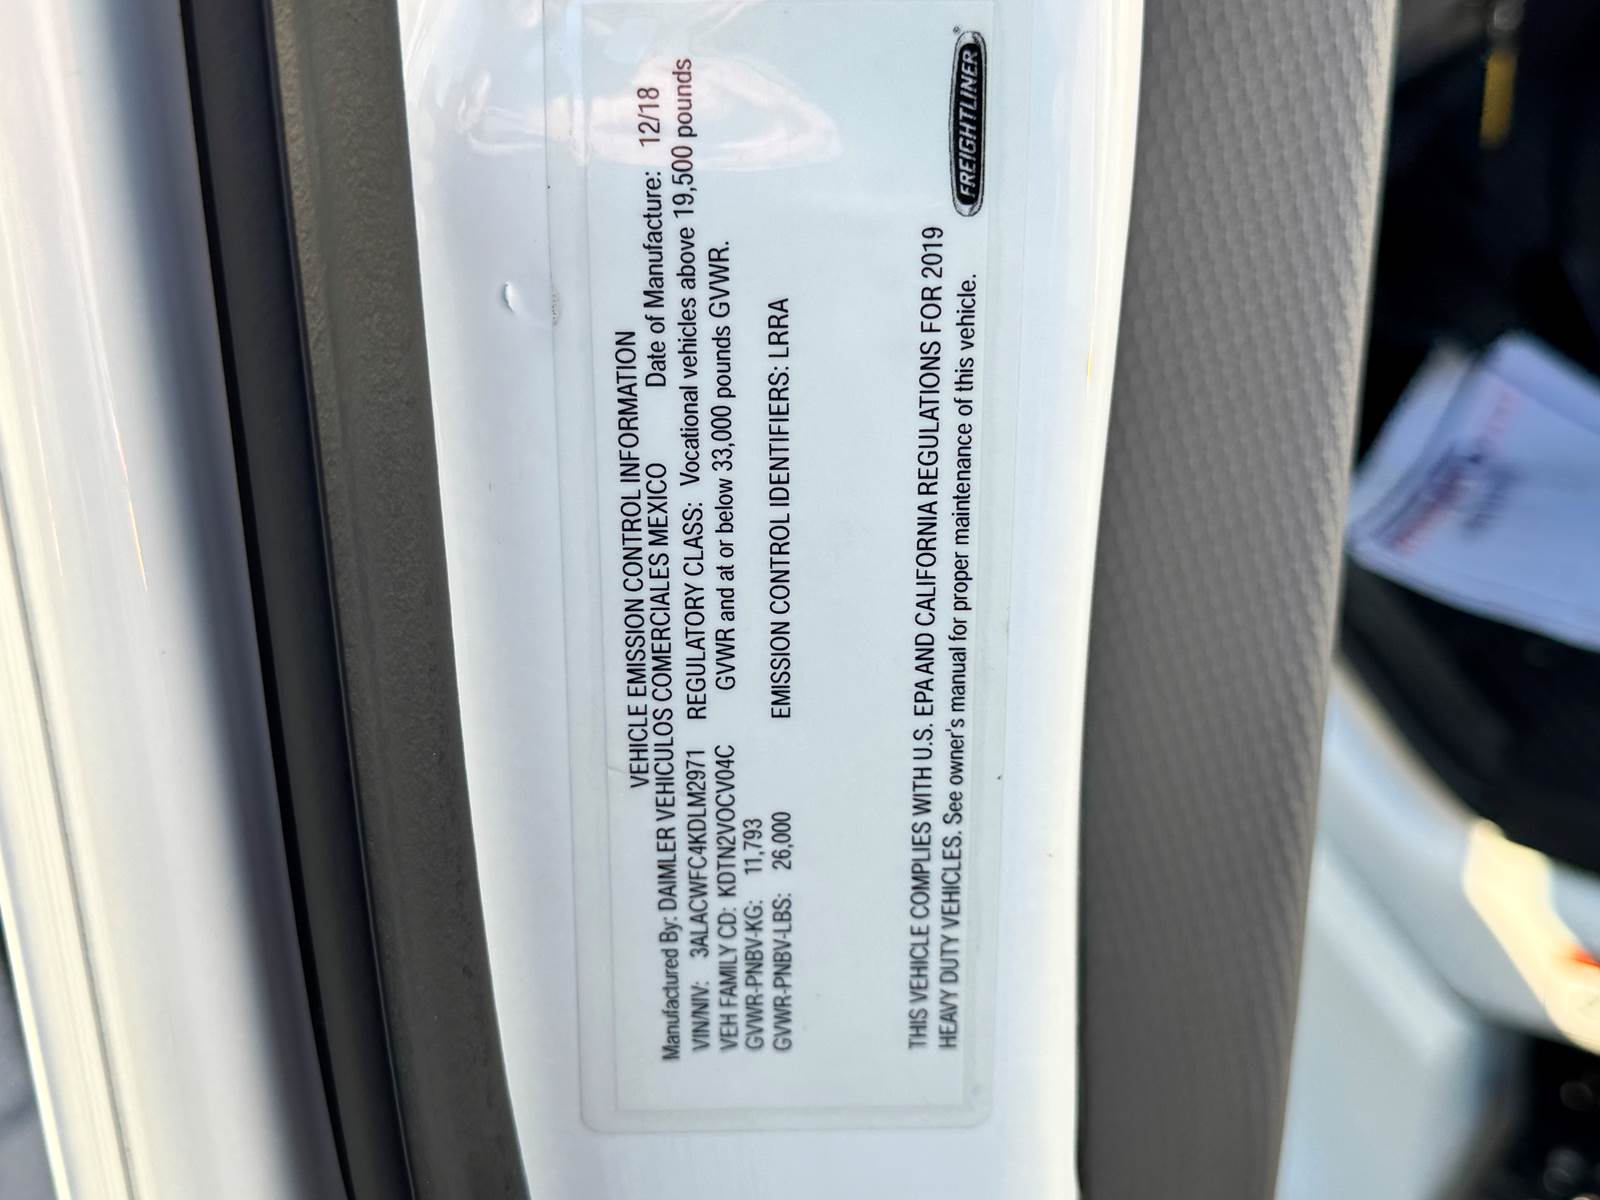 VEHICLE EMISSION CONTROL INFORMATION
Manufactured By: DAIMLER VEHICULOS COMERCIALES MEXICO Date of Manufacture: 12/18
VIN/NIV: 3ALACWFC4KDLM2971 REGULATORY CLASS: Vocational vehicles above 19,500 pounds
VEH FAMILY CD: KDTN2VOCV04C GVWR and at or below 33,000 pounds GVWR.
GVWR-PNBV-KG: 11,793
GVWR-PNBV-LBS: 26,000 EMISSION CONTROL IDENTIFIERS: LRRA
THIS VEHICLE COMPLIES WITH U.S. EPA AND CALIFORNIA REGULATIONS FOR 2019
HEAVY DUTY VEHICLES. See owner's manual for proper maintenance of this vehicle.
FREIGHTLINER®